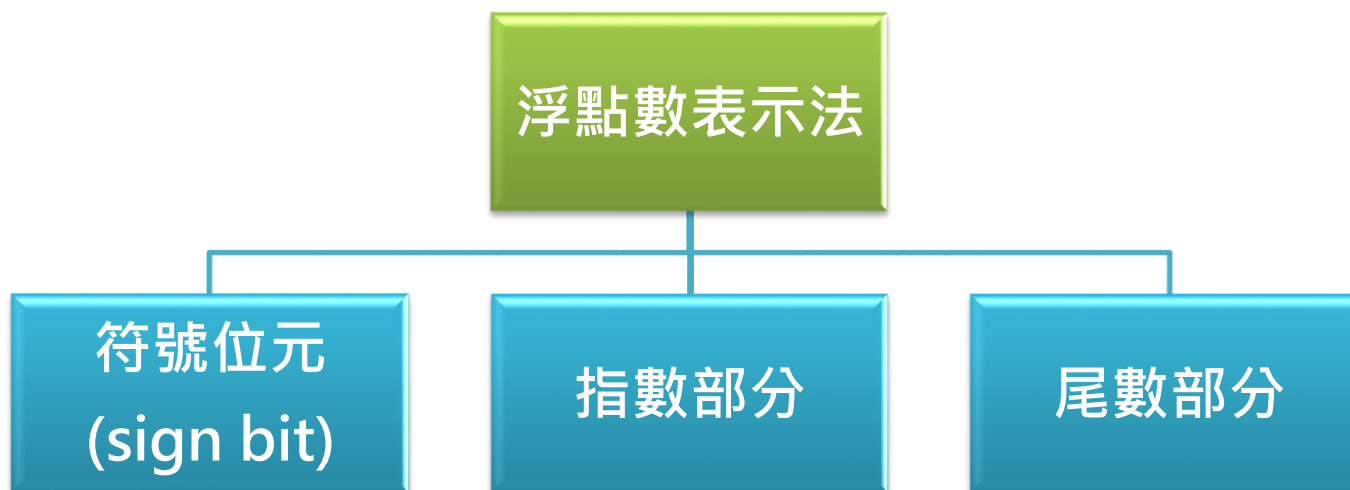 浮點數表示法
符號位元
(sign bit)
指數部分
尾數部分